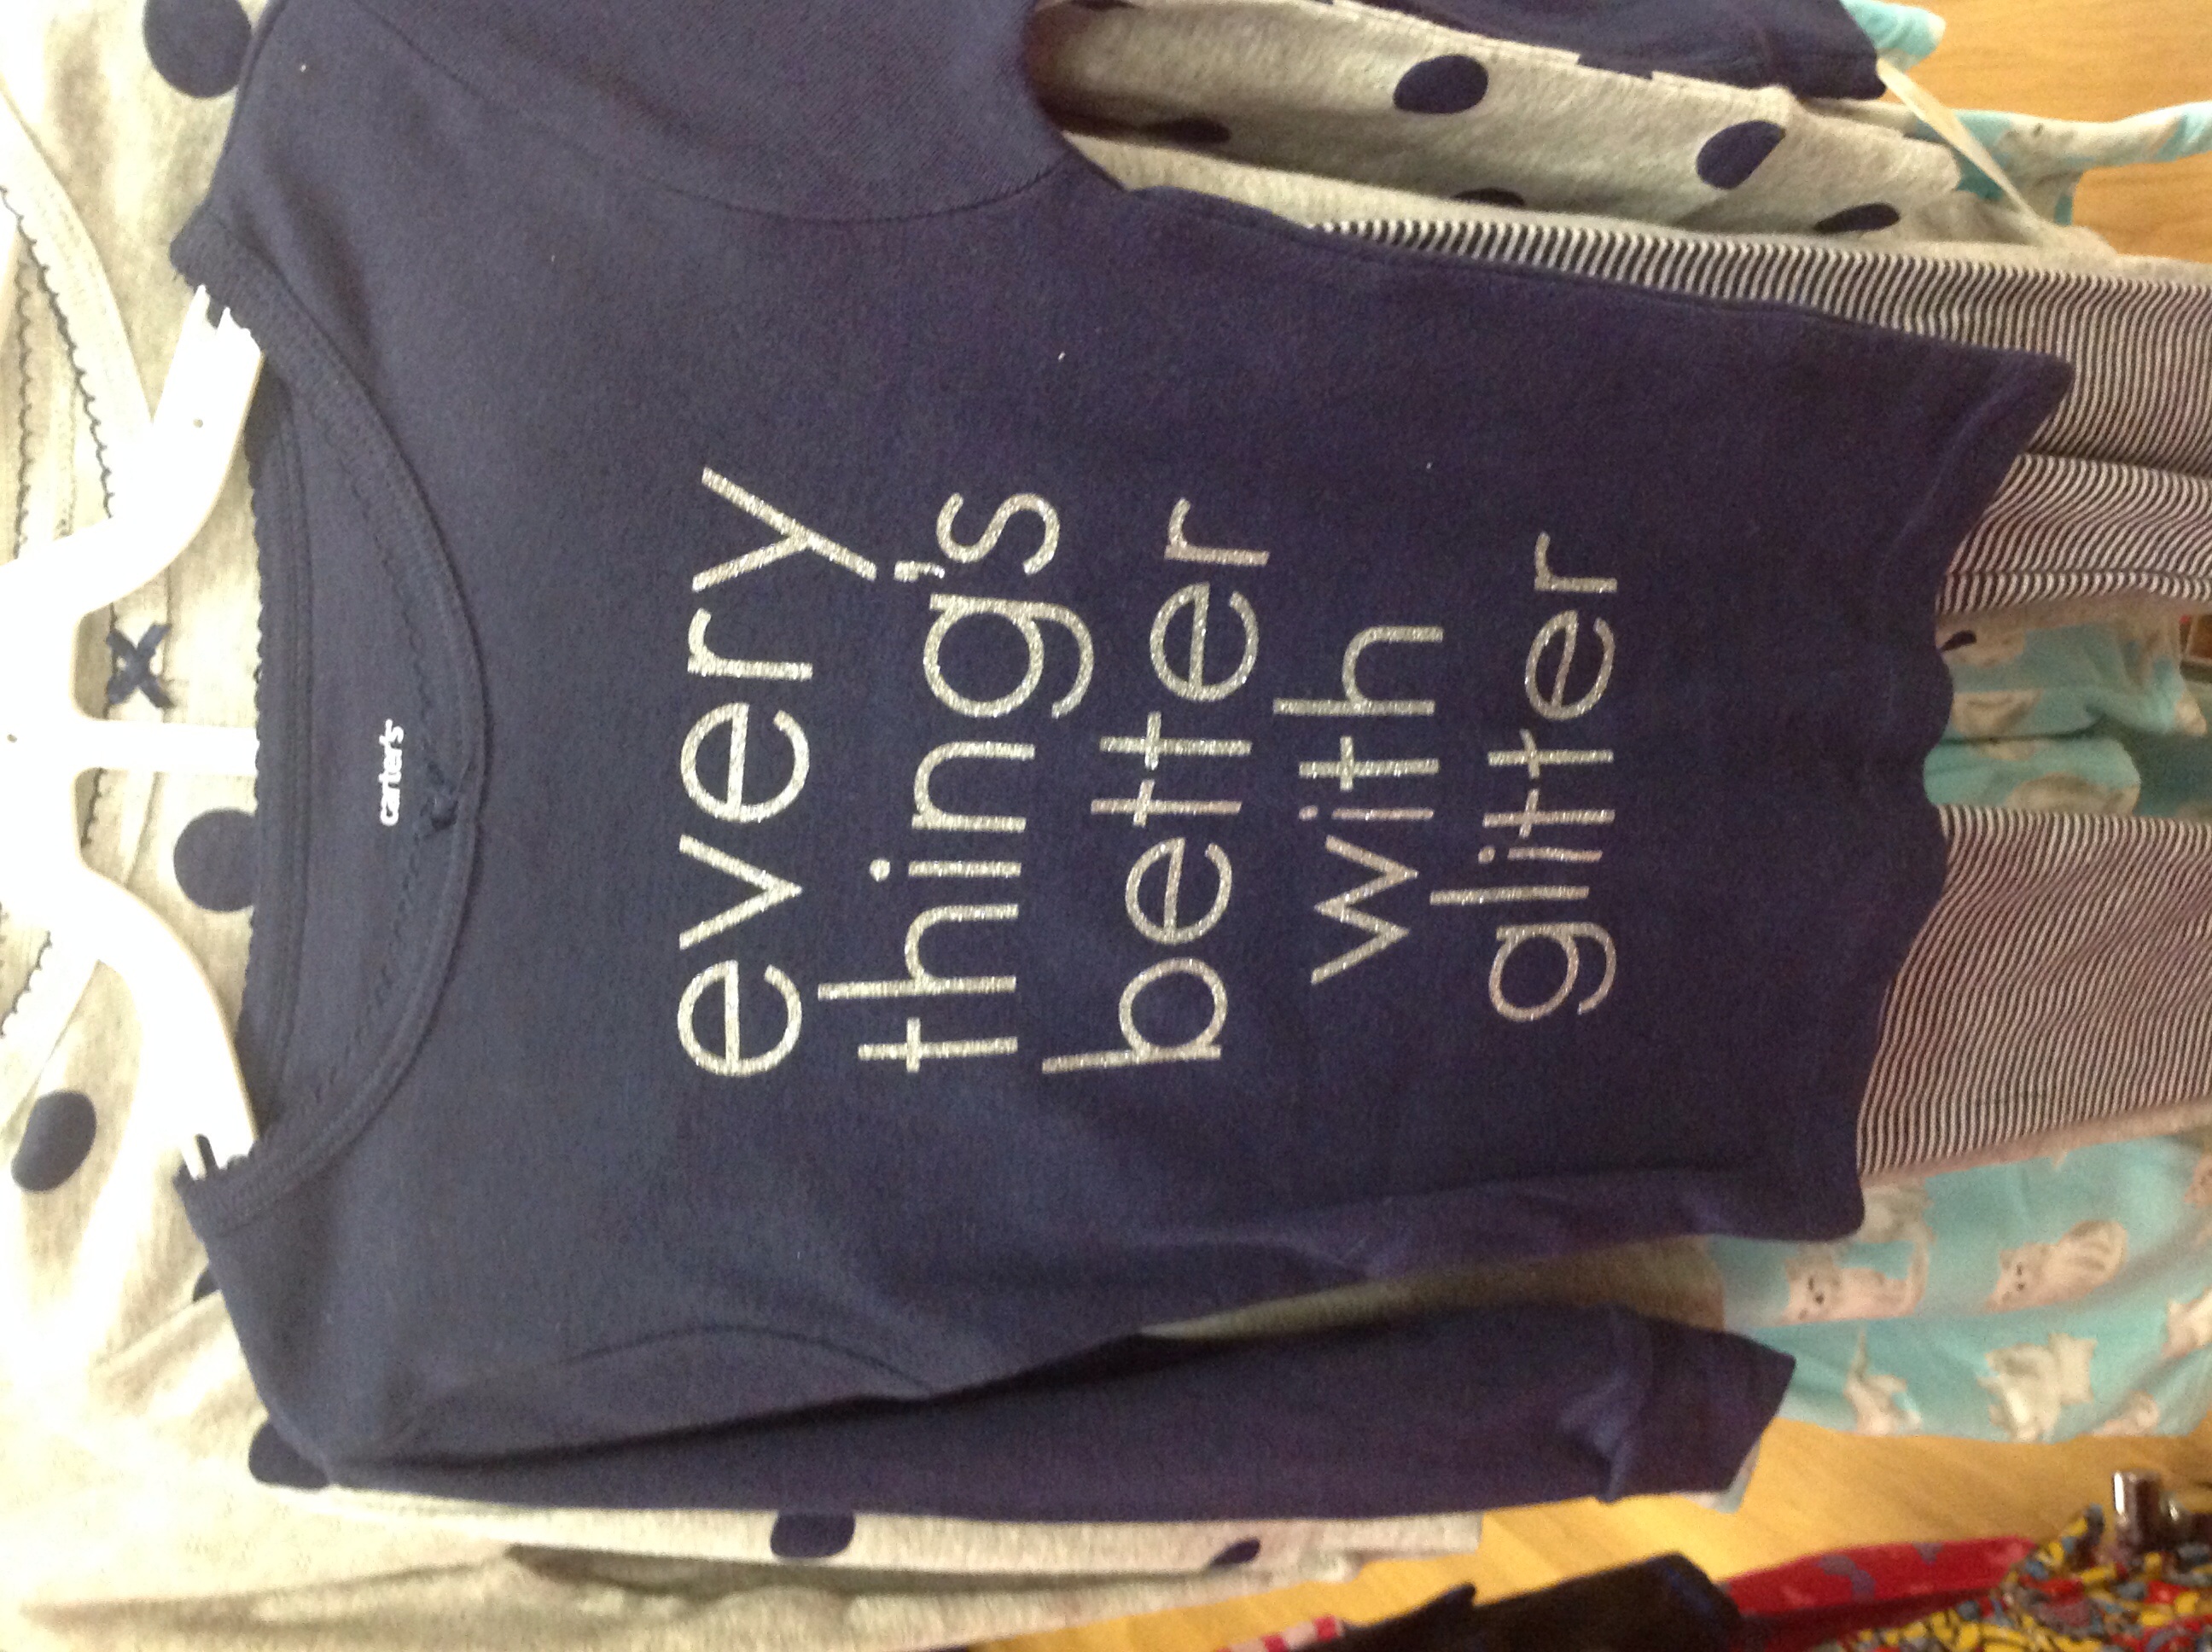 carter's
every
thing's
better
with
glitter